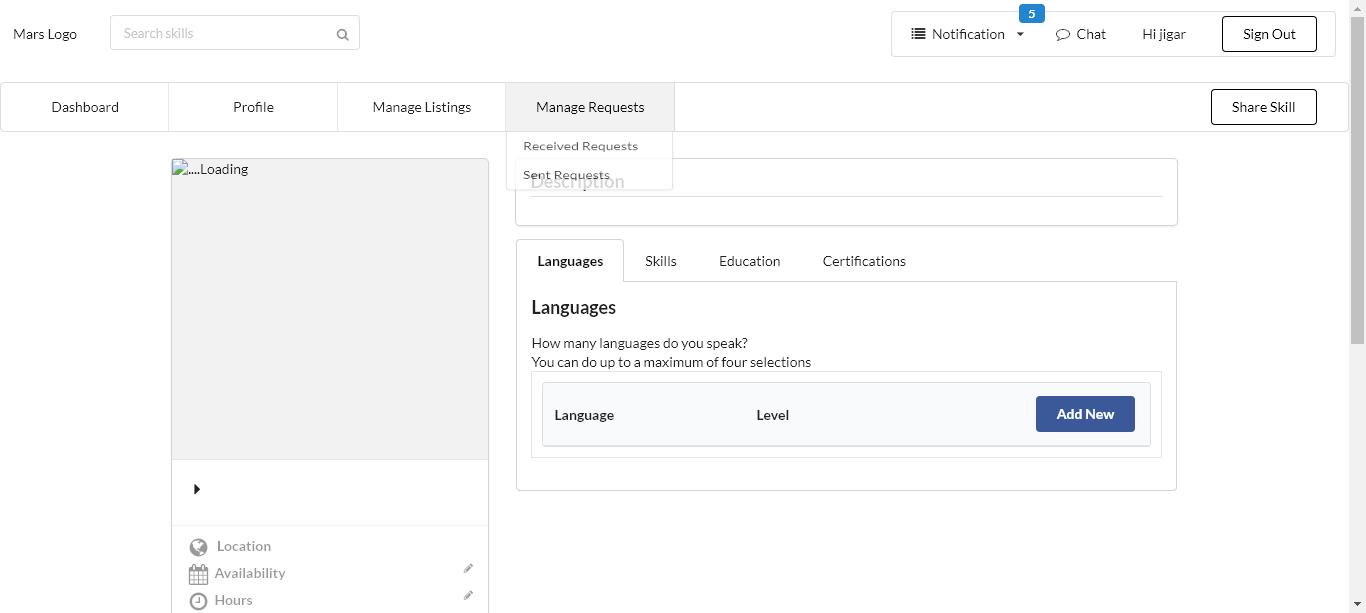 Mars Logo
Search skills
5
Notification
Chat
Hi jigar
Sign Out
Dashboard
Profile
Manage Listings
Manage Requests
Share Skill
Received Requests
Sent Requests
....Loading
Description
Languages
Skills
Education
Certifications
Languages
How many languages do you speak?
You can do up to a maximum of four selections
Language
Level
Add New
Location
Availability
Hours